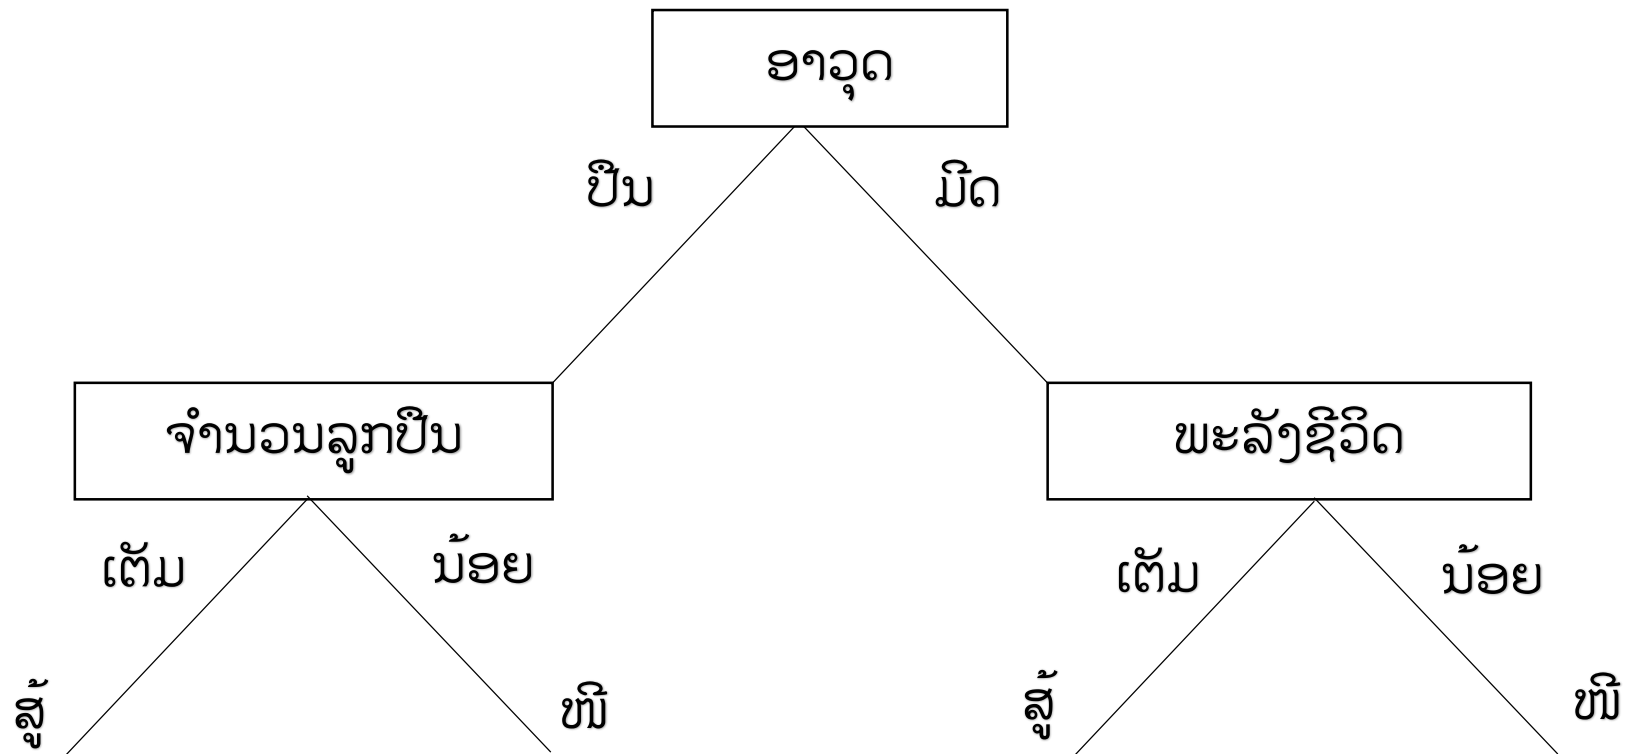 ອາວຸດ
ປືນ
ມີດ
ຈຳນວນລູກປືນ
ພະລັງຊີວິດ
ເຕັມ
ນ້ອຍ
ເຕັມ
ນ້ອຍ
ສູ້
ໜີ
ສູ້
ໜີ